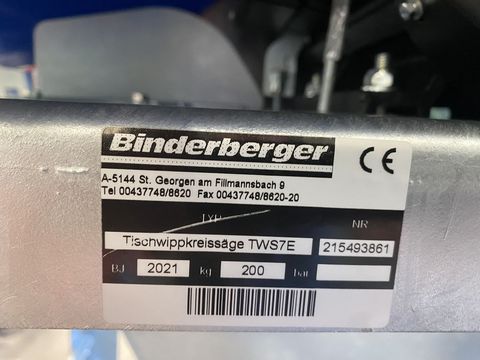 Binderberger
CE
A-5144 St. Georgen am Fillmannsbach 9
Tel 00437748/8620 Fax 00437748/8620-20
TYP NR
Tischwippkreissäge TWS7E 215493861
BJ 2021 kg 200 bar